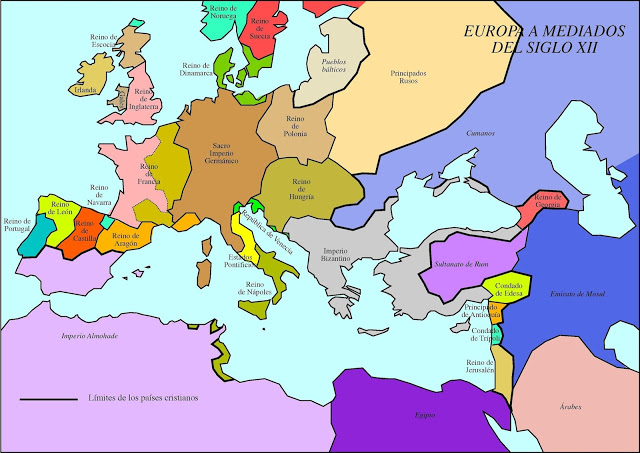 EUROPA A MEDIADOS
DEL SIGLO XII
Reino de
Noruega
Reino de
Suecia
Reino de
Escocia
Reino de
Dinamarca
Pueblos
bálticos
Principados
Rusos
Irlanda
Gales
Reino
de
Inglaterra
Reino
de
Polonia
Cumanos
Sacro
Imperio
Germánico
Reino
de
Francia
Reino
de
Hungría
Reino
de
Navarra
Reino
de León
Reino de
Portugal
Reino
de
Castilla
Reino de
Aragón
República de Venecia
Reino de
Georgia
Imperio
Bizantino
Estados
Pontificios
Sultanato de Rum
Reino de
Nápoles
Condado
de Edesa
Emirato de Mosul
Principado
de Antioquía
Condado
de Trípoli
Imperio Almohade
Reino de
Jerusalén
Límites de los países cristianos
Egipto
Árabes